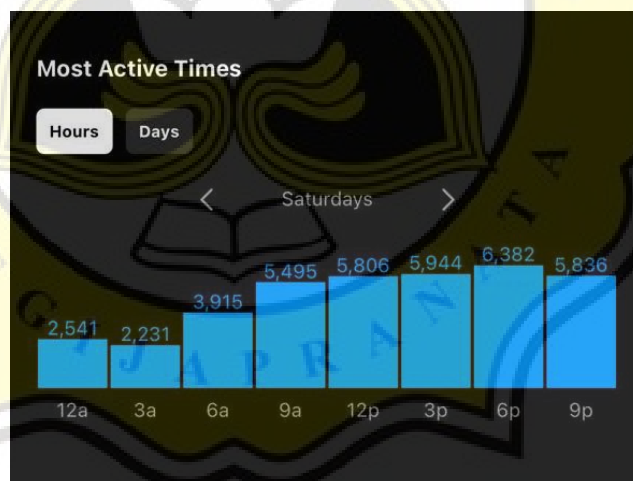 Most Active Times
Hours Days
Saturdays
2,541 2,231 3,915 5,495 5,806 5,944 6,382 5,836
12a 3a 6a 9a 12p 3p 6p 9p
GIJAPRANATA